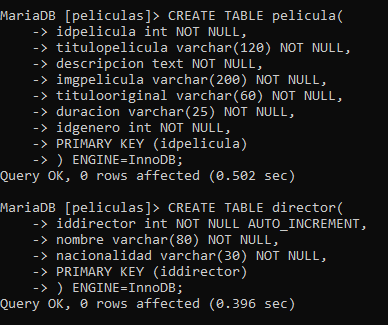 MariaDB [peliculas]> CREATE TABLE pelicula(
    -> idpelicula int NOT NULL,
    -> titulopelicula varchar(120) NOT NULL,
    -> descripcion text NOT NULL,
    -> imgpelicula varchar(200) NOT NULL,
    -> titulooriginal varchar(60) NOT NULL,
    -> duracion varchar(25) NOT NULL,
    -> idgenero int NOT NULL,
    -> PRIMARY KEY (idpelicula)
    -> ) ENGINE=InnoDB;
Query OK, 0 rows affected (0.502 sec)

MariaDB [peliculas]> CREATE TABLE director(
    -> iddirector int NOT NULL AUTO_INCREMENT,
    -> nombre varchar(80) NOT NULL,
    -> nacionalidad varchar(30) NOT NULL,
    -> PRIMARY KEY (iddirector)
    -> ) ENGINE=InnoDB;
Query OK, 0 rows affected (0.396 sec)